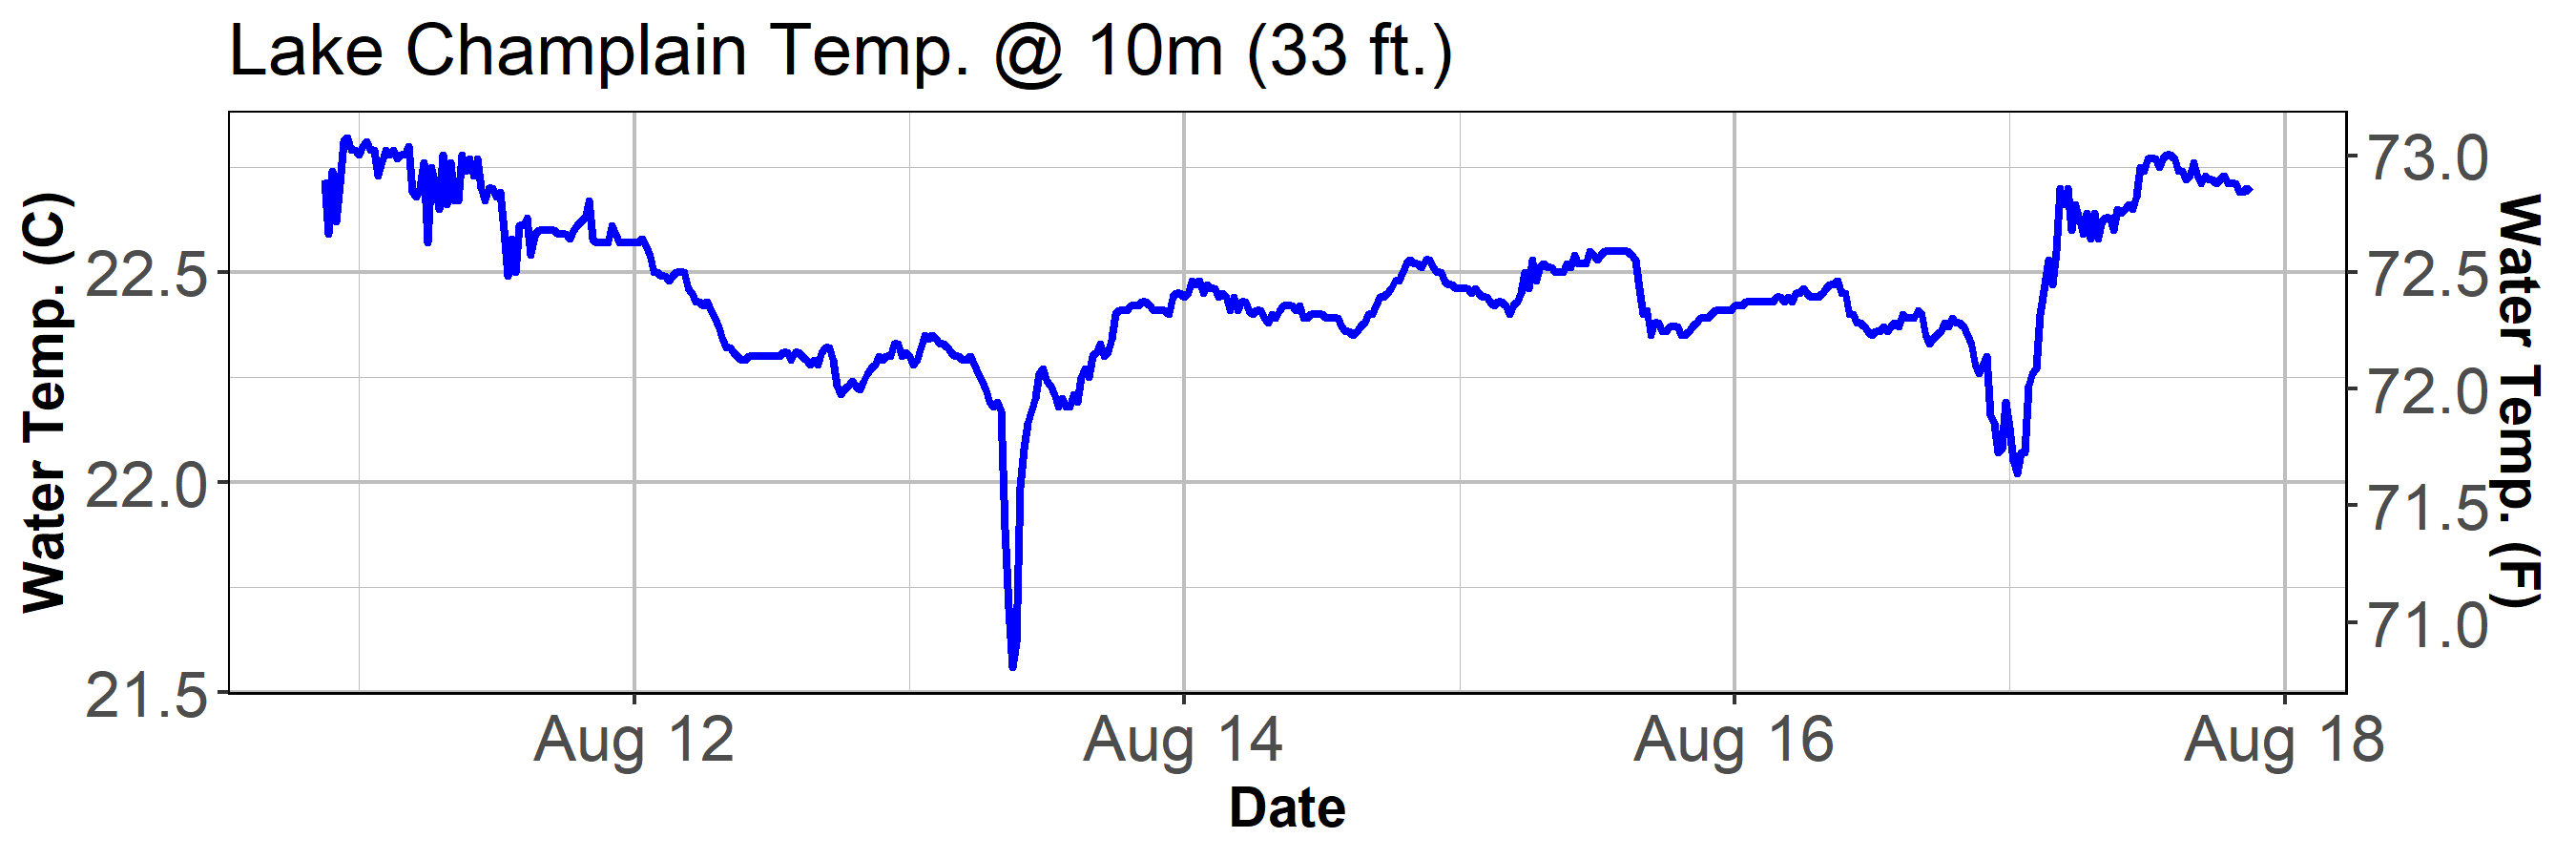 Lake Champlain Temp. @ 10m (33 ft.)
Water Temp. (C)
22.5
22.0
21.5
73.0
72.5
72.0
71.5
71.0
Water Temp. (F)
Aug 12 Aug 14 Aug 16 Aug 18
Date